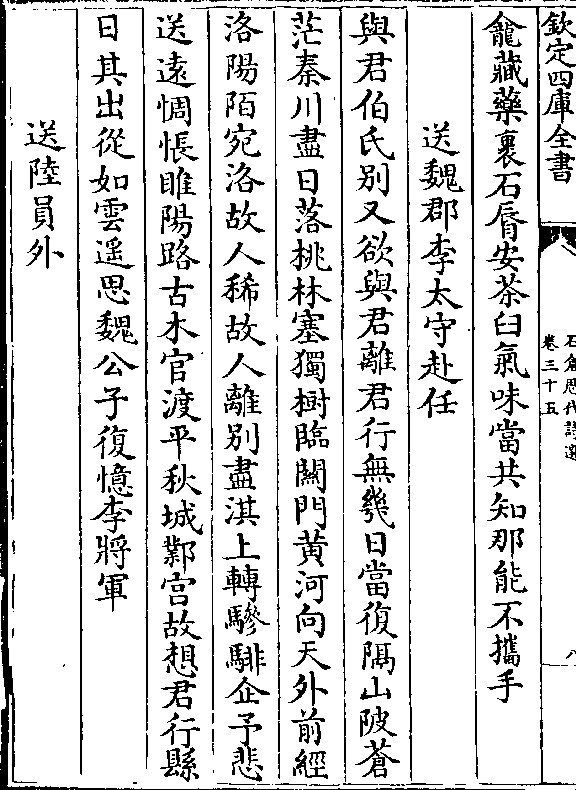 欽定四庫全書
石倉歷代詩選
卷三十五
八
龕藏藥裹石脣安茶臼氣味當共知那能不攜手
送魏郡李太守赴任
與君伯氏别又欲與君離君行無幾日當復隔山陂蒼
茫秦川盡日落桃林塞獨樹臨關門黄河向天外前經
洛陽陌宛洛故人稀故人離别盡淇上轉驂騑企予悲
送遠惆悵睢陽路古木官渡平秋城鄴宫故想君行縣
日其出從如雲遥思魏公子復憶李將軍
送陸員外